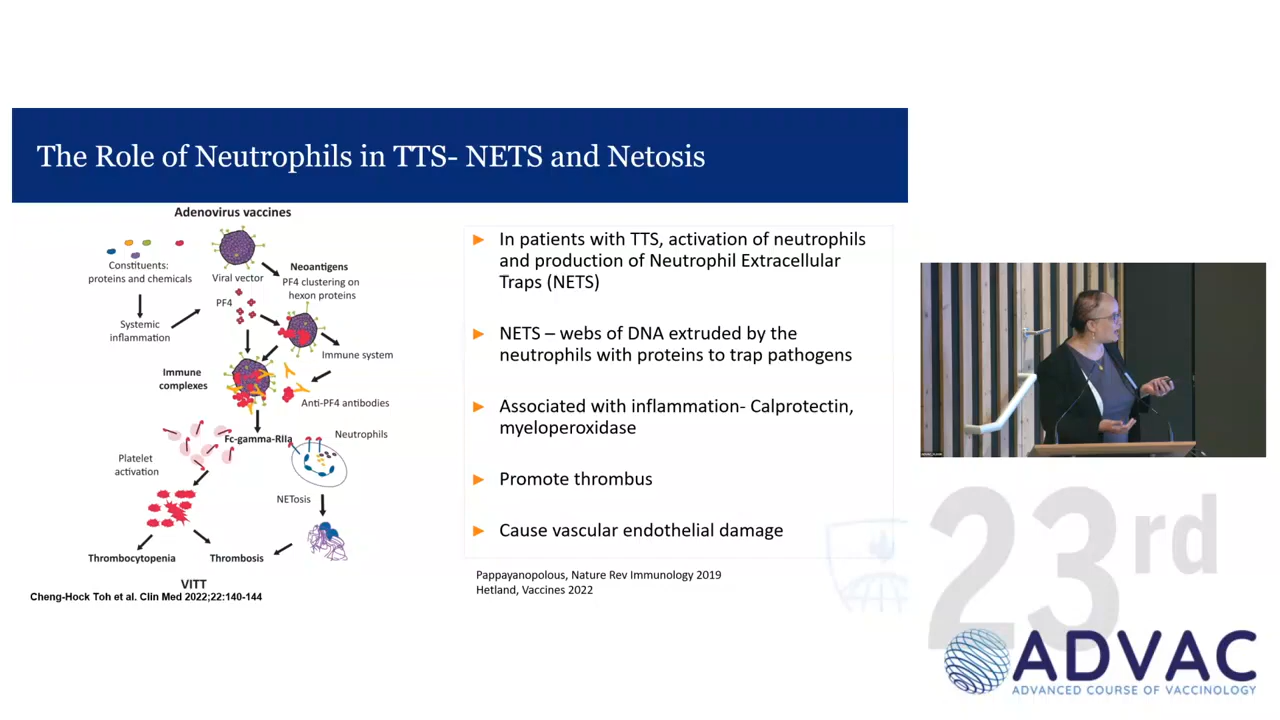 The Role of Neutrophils in TTS- NETS and Netosis
Adenovirus vaccines
Constituents:
proteins and chemicals
Viral vector
Neoantigens
PF4 clustering on
hexon proteins
PF4
Systemic
inflammation
Immune system
Immune
complexes
Anti-PF4 antibodies
Fc-gamma-RIIa
Neutrophils
Platelet
activation
NETosis
Thrombocytopenia
Thrombosis
VITT
Cheng-Hock Toh et al. Clin Med 2022;22:140-144
In patients with TTS, activation of neutrophils
and production of Neutrophil Extracellular
Traps (NETS)
NETS – webs of DNA extruded by the
neutrophils with proteins to trap pathogens
Associated with inflammation- Calprotectin,
myeloperoxidase
Promote thrombus
Cause vascular endothelial damage
Pappayanopolous, Nature Rev Immunology 2019
Hetland, Vaccines 2022
23rd
ADVAC
ADVANCED COURSE OF VACCINOLOGY